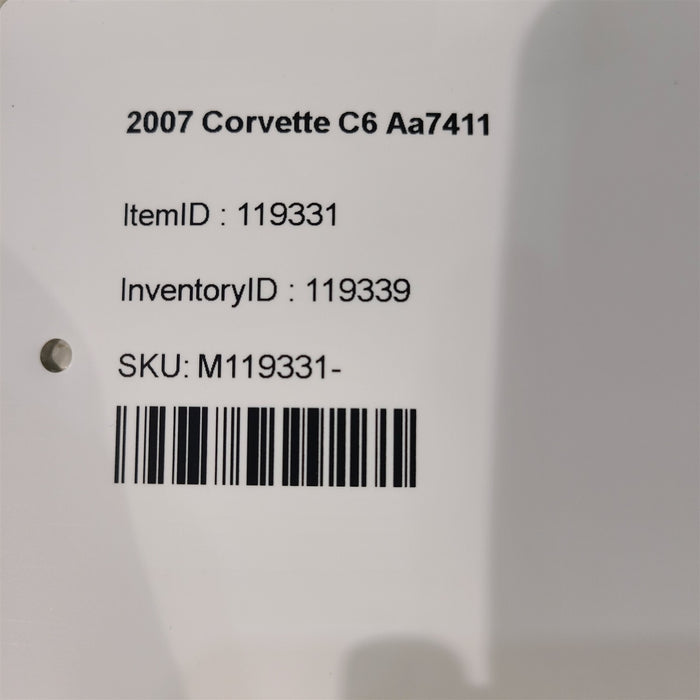 2007 Corvette C6 Aa7411
ItemID : 119331
InventoryID : 119339
SKU: M119331-